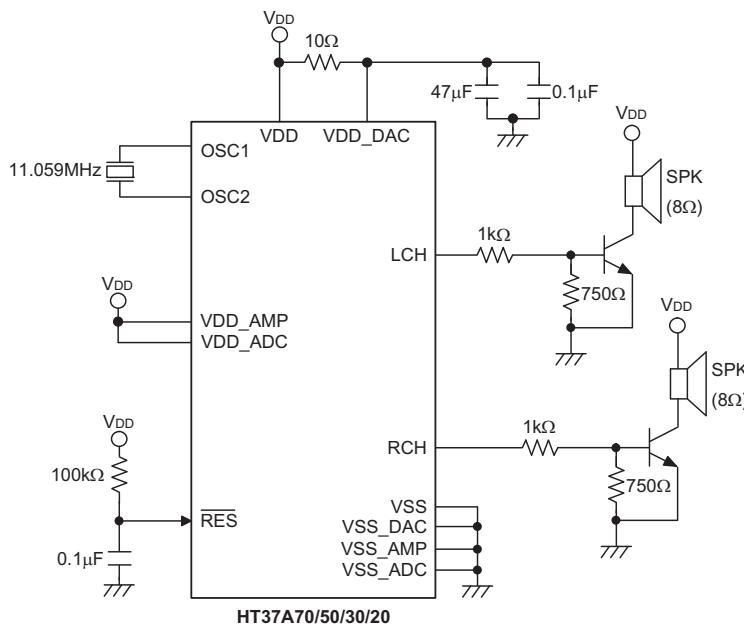 VDD
10Ω
47μF
0.1μF
VDD
VDD
VDD_DAC
OSC1
11.059MHz
OSC2
SPK
(8Ω)
1kΩ
LCH
750Ω
VDD
VDD
VDD_AMP
VDD_ADC
SPK
(8Ω)
VDD
1kΩ
RCH
100kΩ
750Ω
RES
VSS
VSS_DAC
VSS_AMP
VSS_ADC
0.1μF
HT37A70/50/30/20